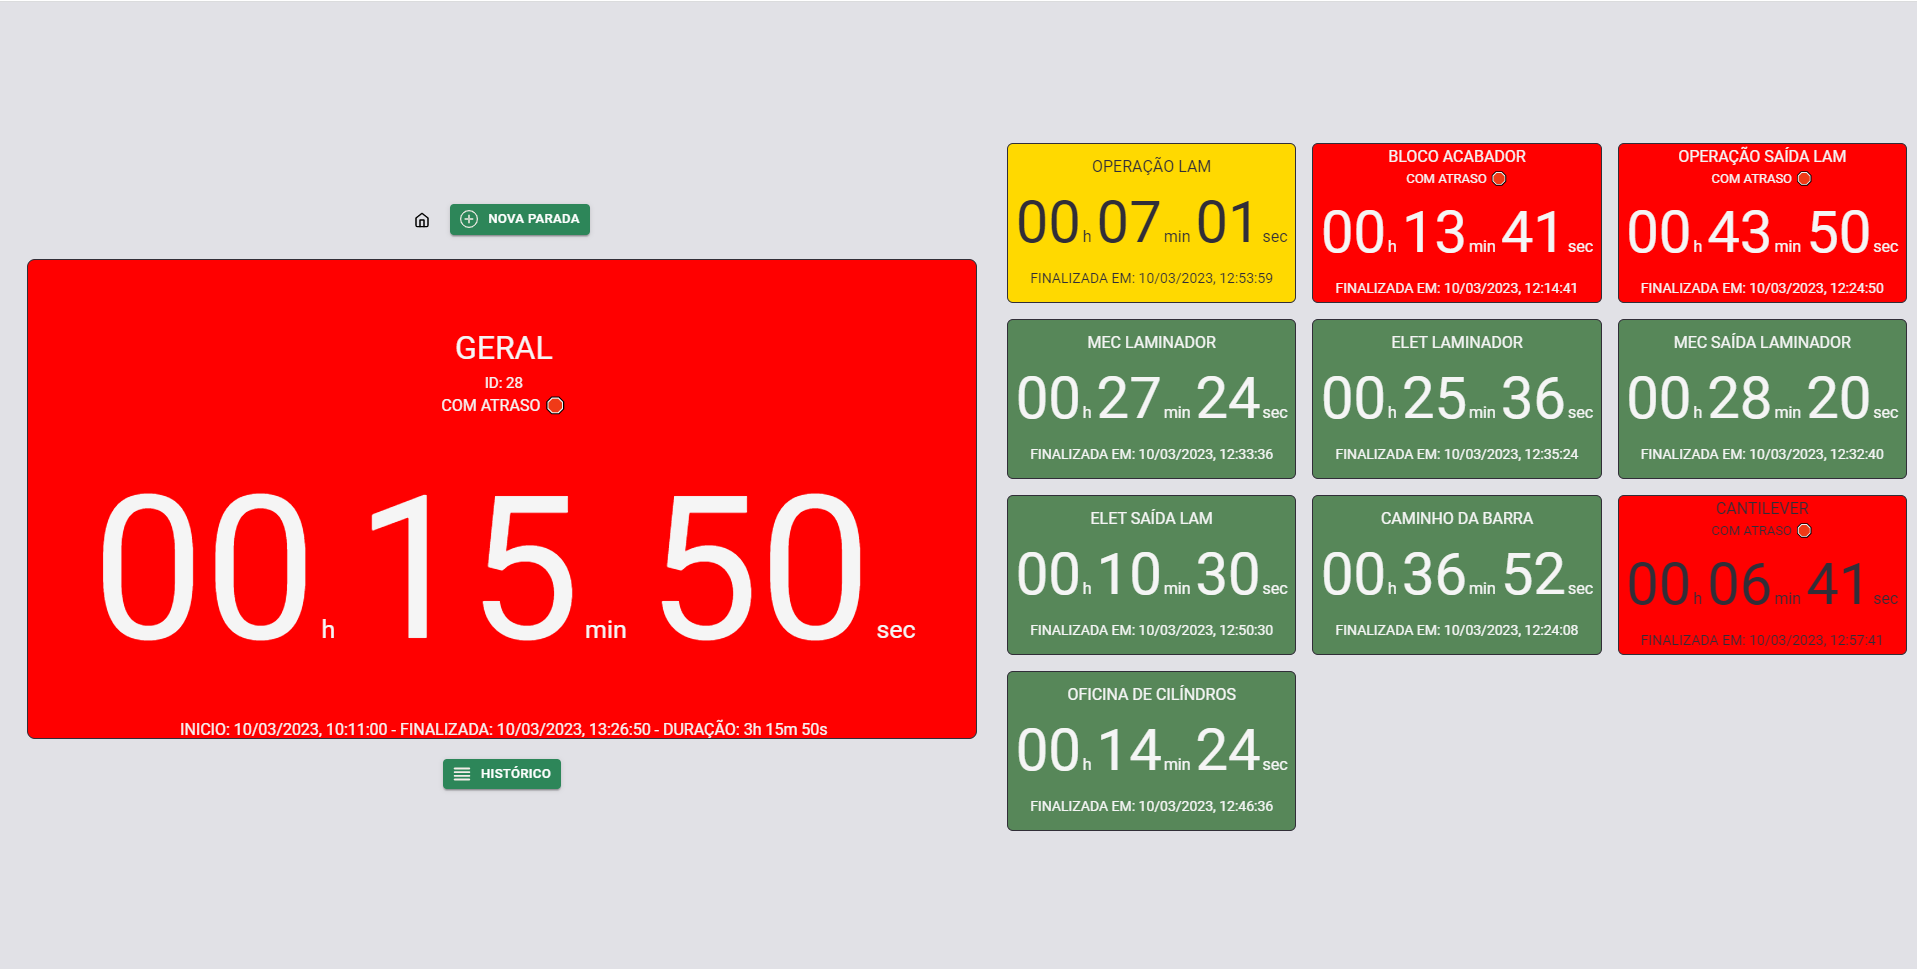 NOVA PARADA
GERAL
ID: 28
COM ATRASO
00 h 15 min 50 sec
INICIO: 10/03/2023, 10:11:00 - FINALIZADA: 10/03/2023, 13:26:50 - DURAÇÃO: 3h 15m 50s
HISTÓRICO
OPERAÇÃO LAM
00 h 07 min 01 sec
FINALIZADA EM: 10/03/2023, 12:53:59
BLOCO ACABADOR
COM ATRASO
00 h 13 min 41 sec
FINALIZADA EM: 10/03/2023, 12:14:41
OPERAÇÃO SAÍDA LAM
COM ATRASO
00 h 43 min 50 sec
FINALIZADA EM: 10/03/2023, 12:24:50
MEC LAMINADOR
00 h 27 min 24 sec
FINALIZADA EM: 10/03/2023, 12:33:36
ELET LAMINADOR
00 h 25 min 36 sec
FINALIZADA EM: 10/03/2023, 12:35:24
MEC SAÍDA LAMINADOR
00 h 28 min 20 sec
FINALIZADA EM: 10/03/2023, 12:32:40
ELET SAÍDA LAM
00 h 10 min 30 sec
FINALIZADA EM: 10/03/2023, 12:50:30
CAMINHO DA BARRA
00 h 36 min 52 sec
FINALIZADA EM: 10/03/2023, 12:24:08
CANTILEVER
COM ATRASO
00 h 06 min 41 sec
FINALIZADA EM: 10/03/2023, 12:57:41
OFICINA DE CILÍNDROS
00 h 14 min 24 sec
FINALIZADA EM: 10/03/2023, 12:46:36